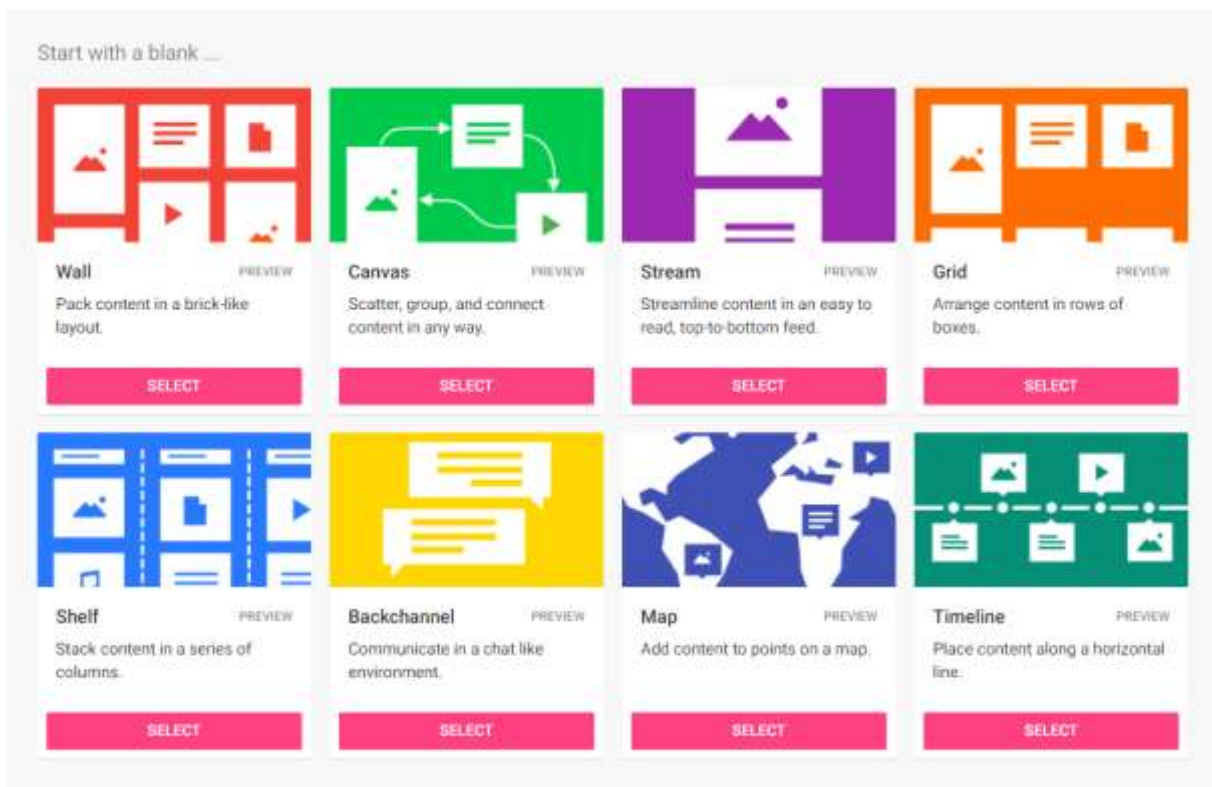 Start with a blank ...
Wall PREVIEW
Pack content in a brick-like
layout.
SELECT
Canvas PREVIEW
Scatter, group, and connect
content in any way.
SELECT
Stream PREVIEW
Streamline content in an easy to
read, top-to-bottom feed.
SELECT
Grid PREVIEW
Arrange content in rows of
boxes.
SELECT
Shelf PREVIEW
Stack content in a series of
columns.
SELECT
Backchannel PREVIEW
Communicate in a chat like
environment.
SELECT
Map PREVIEW
Add content to points on a map.
SELECT
Timeline PREVIEW
Place content along a horizontal
line.
SELECT